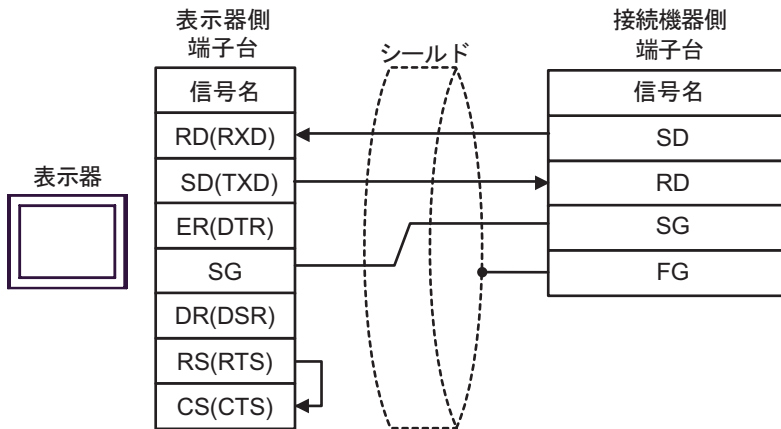 表示器側
端子台
シールド
接続機器側
端子台
表示器
信号名
RD(RXD)
SD(TXD)
ER(DTR)
SG
DR(DSR)
RS(RTS)
CS(CTS)
信号名
SD
RD
SG
FG